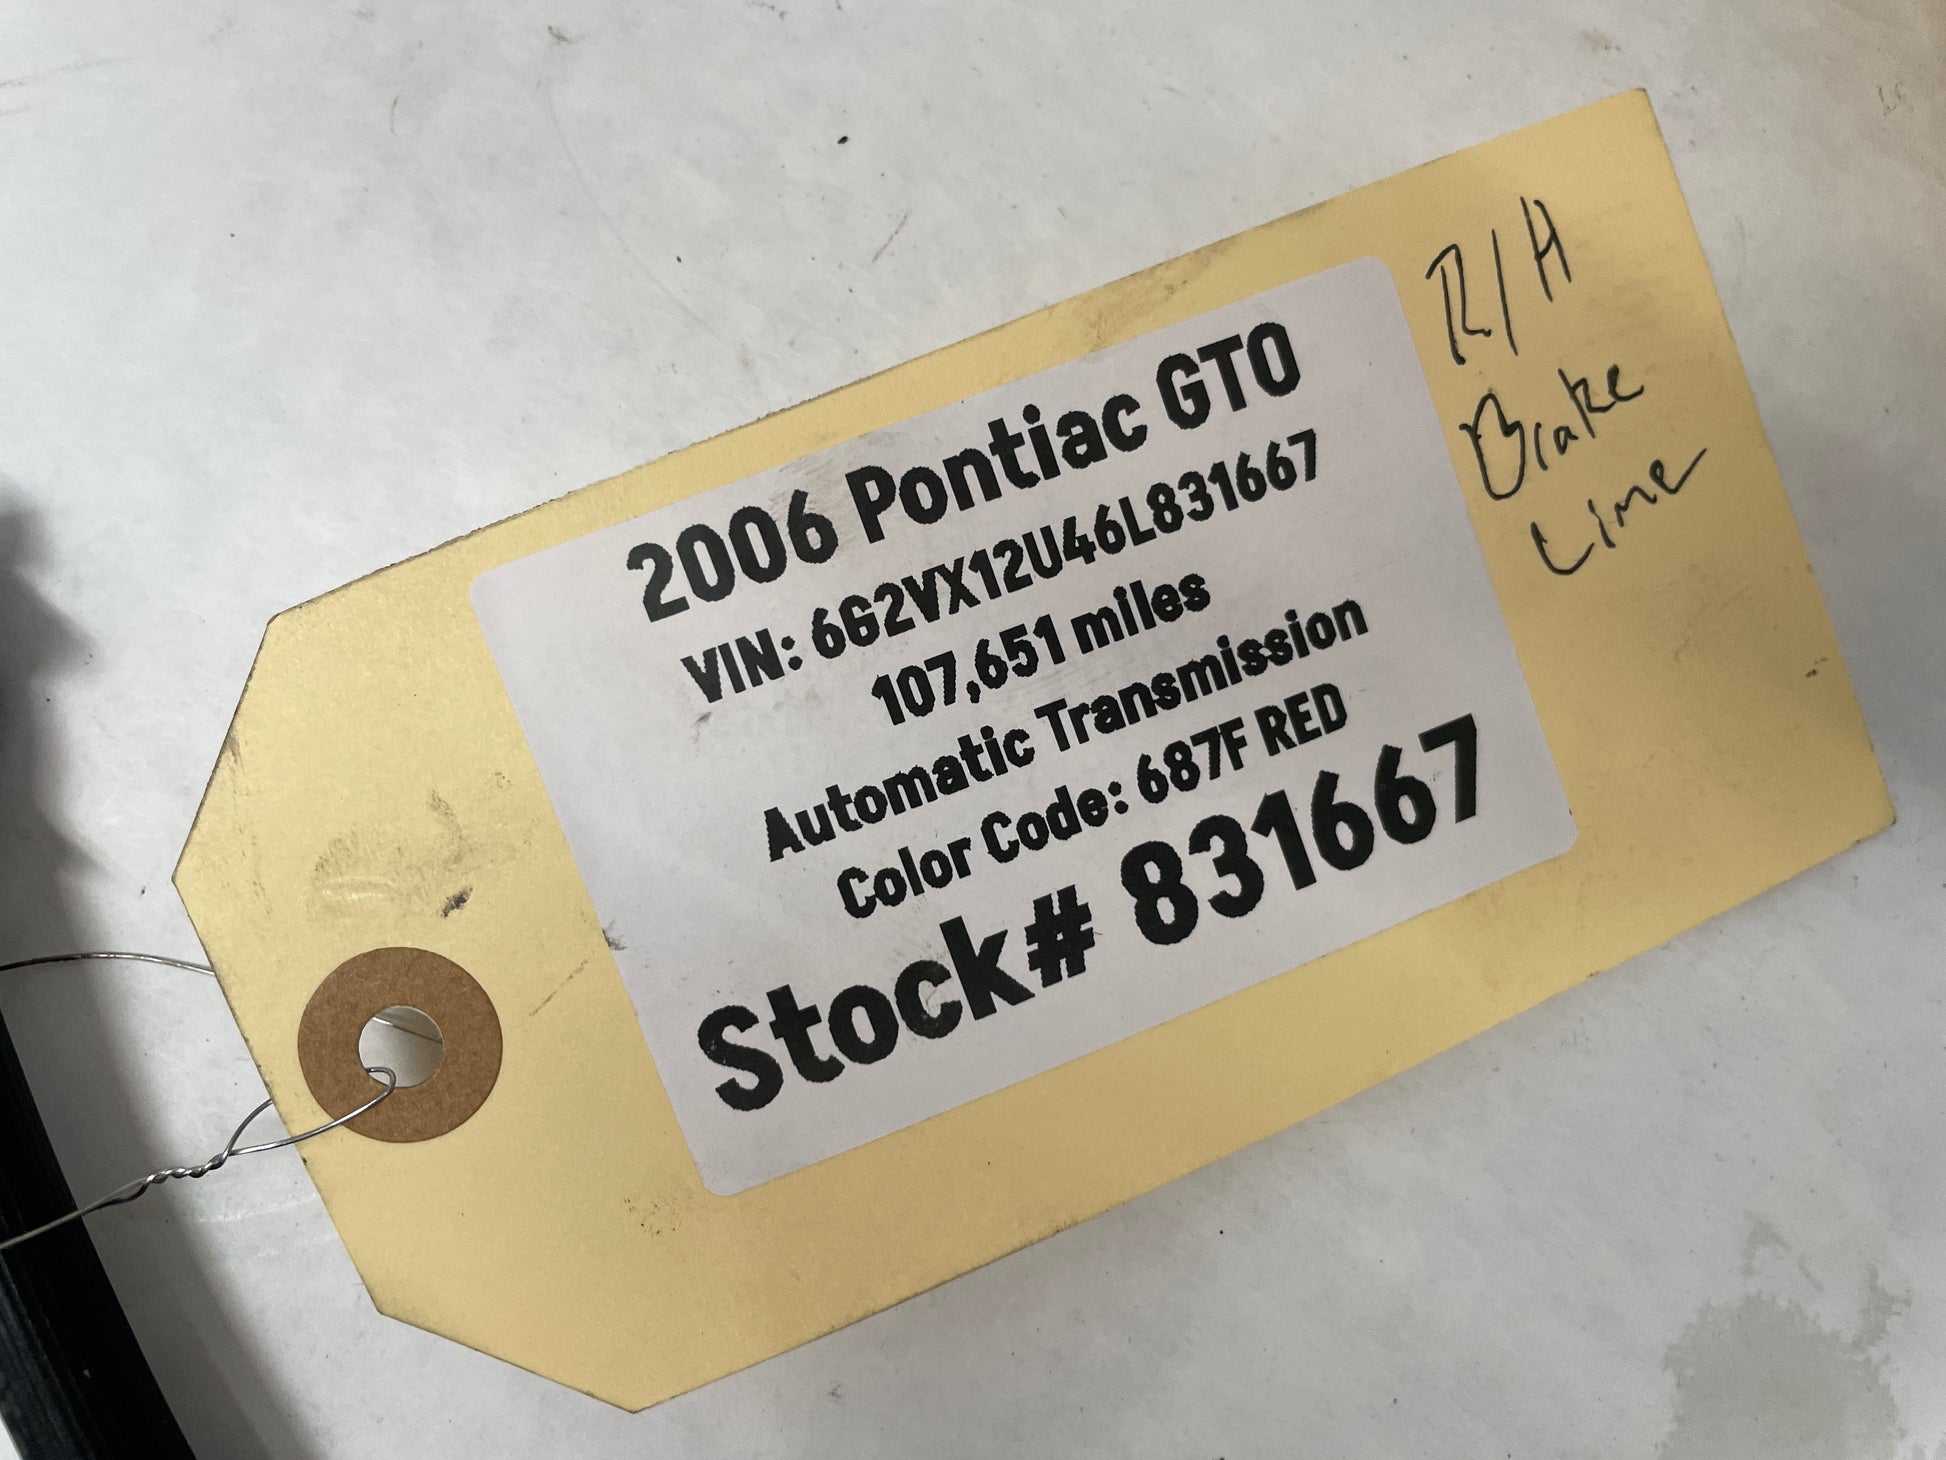 2006 Pontiac GTO
VIN: 6G2VX12U46L831667
107,651 miles
Automatic Transmission
Color Code: 687F RED
Stock# 831667
R/H
Brake
Line